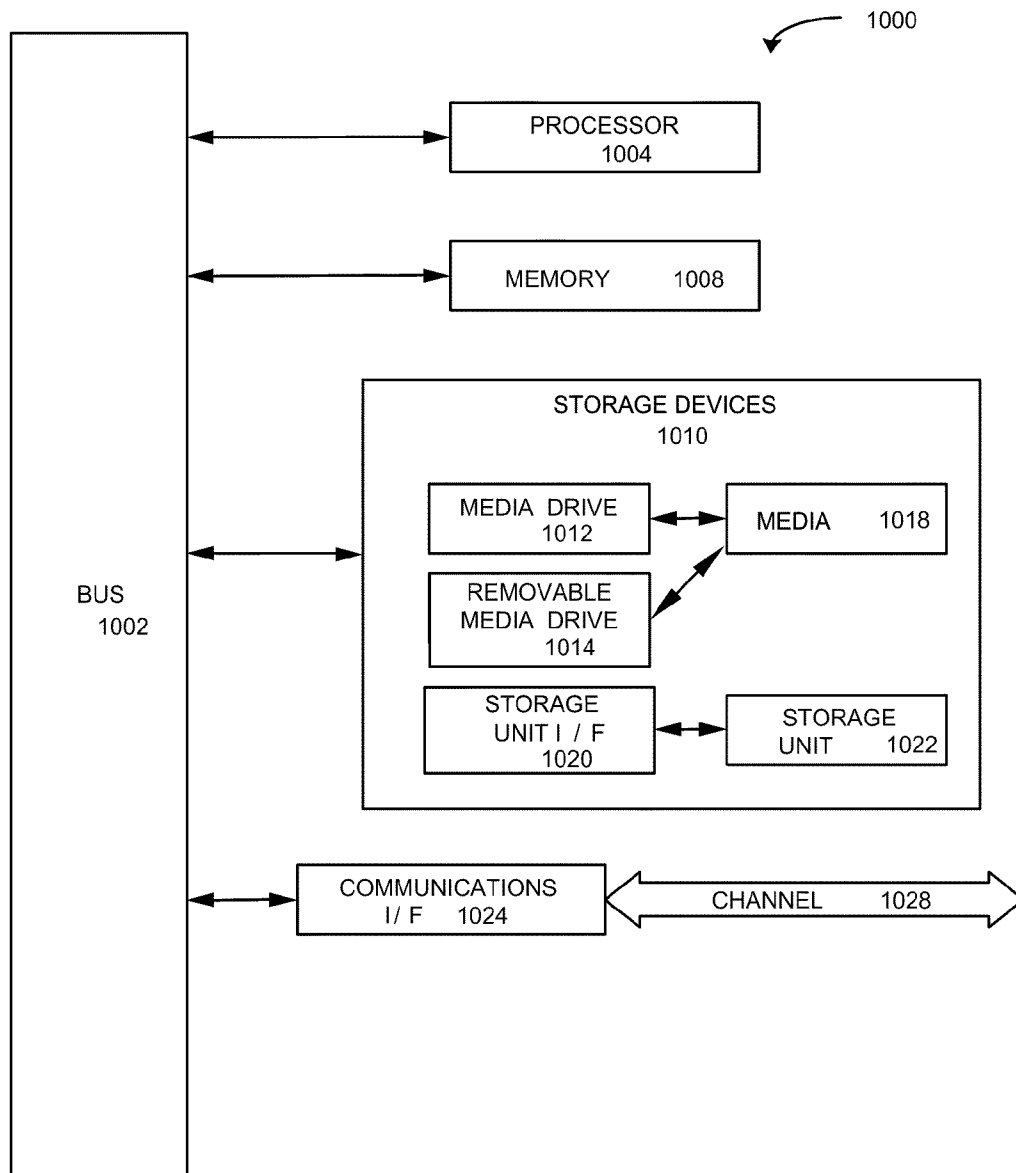 1000
PROCESSOR
1004
MEMORY 1008
STORAGE DEVICES
1010
MEDIA DRIVE
1012
MEDIA 1018
REMOVABLE
MEDIA DRIVE
1014
BUS
1002
STORAGE
UNIT I / F
1020
STORAGE
UNIT 1022
COMMUNICATIONS
I / F 1024
CHANNEL 1028